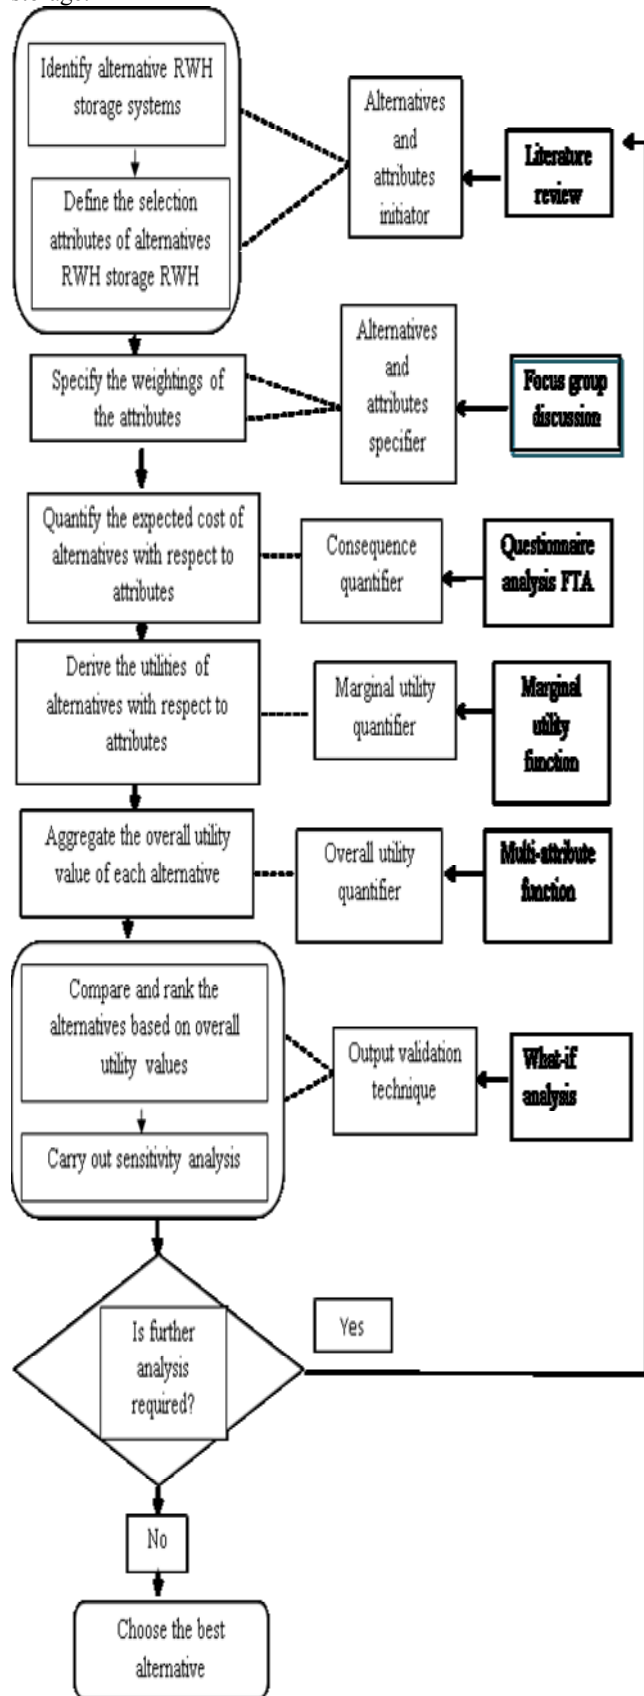 storage.
Identify alternative RWH
storage systems
Define the selection
attributes of alternatives
RWH storage RWH
Alternatives
and
attributes
initiator
Literature
review
Specify the weightings of
the attributes
Alternatives
and
attributes
specifier
Focus group
discussion
Quantify the expected cost of
alternatives with respect to
attributes
Consequence
quantifier
Questionnaire
analysis FTA
Derive the utilities of
alternatives with respect to
attributes
Marginal utility
quantifier
Marginal
utility
function
Aggregate the overall utility
value of each alternative
Overall utility
quantifier
Multi-attribute
function
Compare and rank the
alternatives based on overall
utility values
Carry out sensitivity analysis
Output validation
technique
What-if
analysis
Is further
analysis
required?
Yes
No
Choose the best
alternative